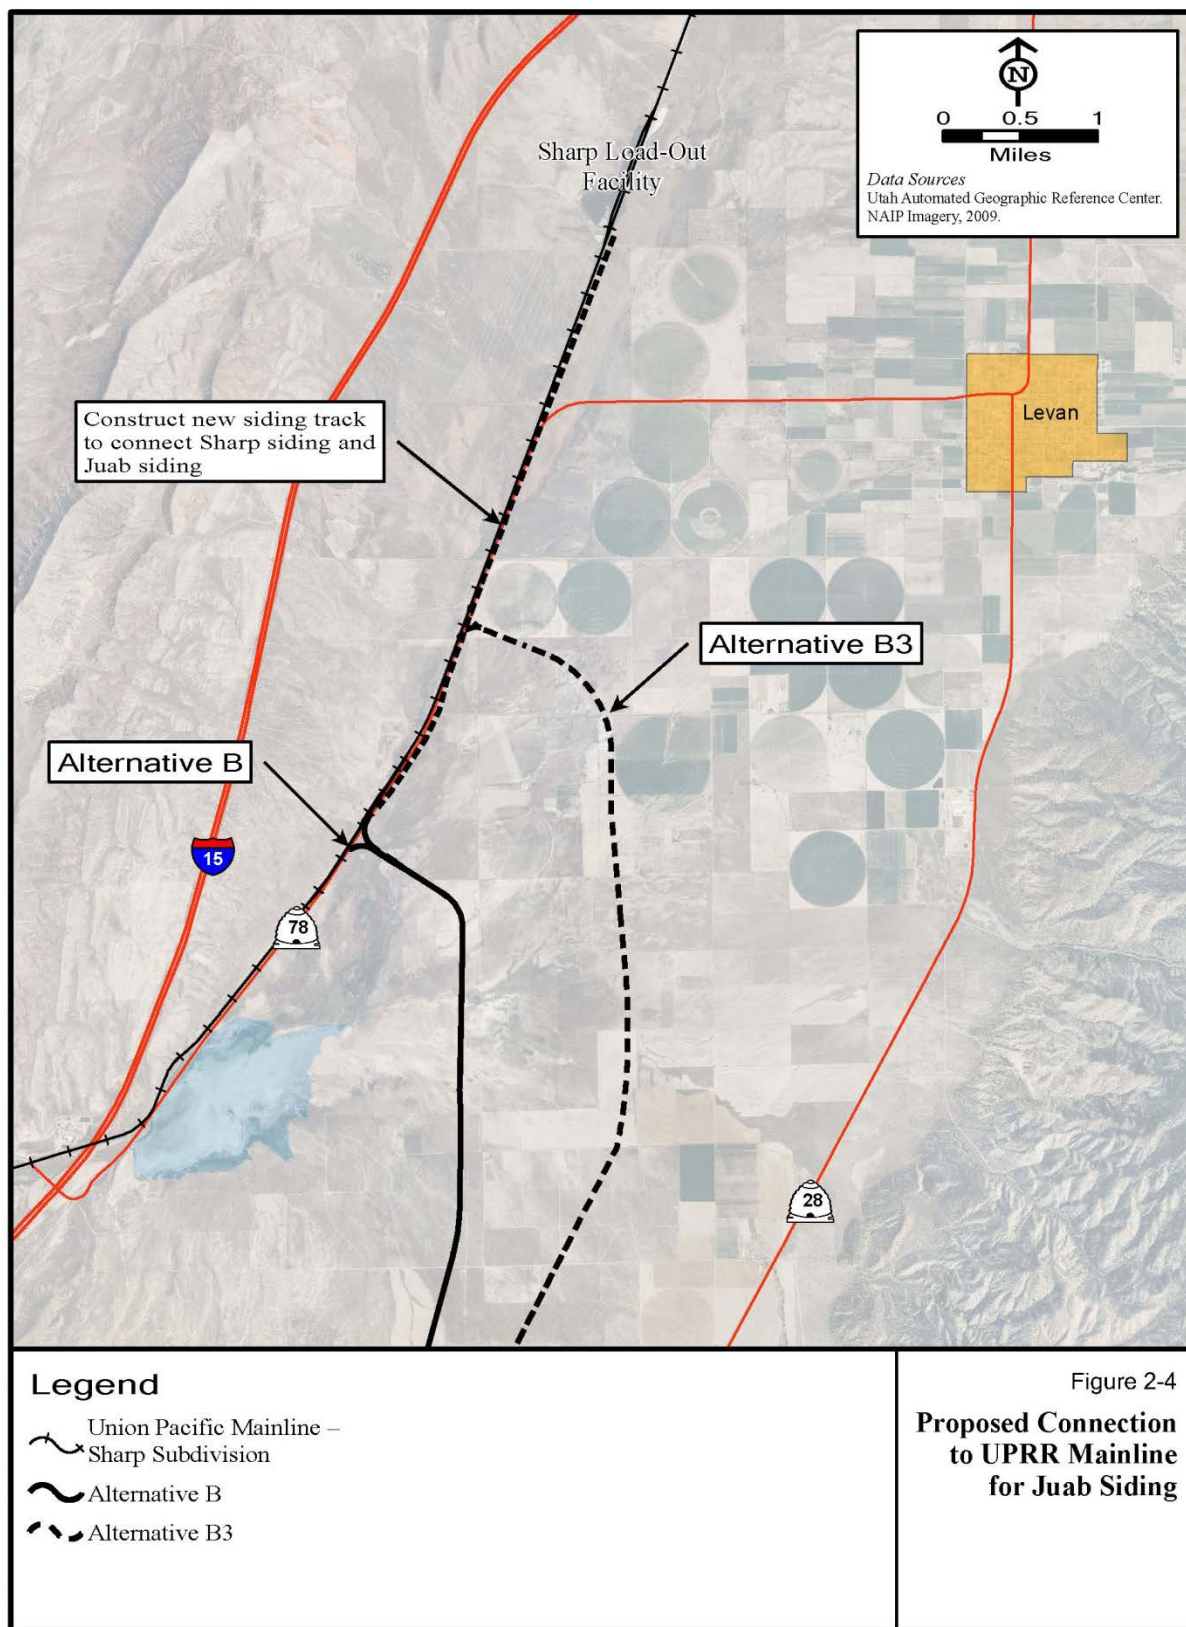 N
0 0.5 1
Miles
Data Sources
Utah Automated Geographic Reference Center.
NAIP Imagery, 2009.
Sharp Load-Out
Facility
Levan
Construct new siding track
to connect Sharp siding and
Juab siding
Alternative B3
Alternative B
15
78
28
Legend
Union Pacific Mainline –
Sharp Subdivision
Alternative B
Alternative B3
Figure 2-4
Proposed Connection
to UPRR Mainline
for Juab Siding